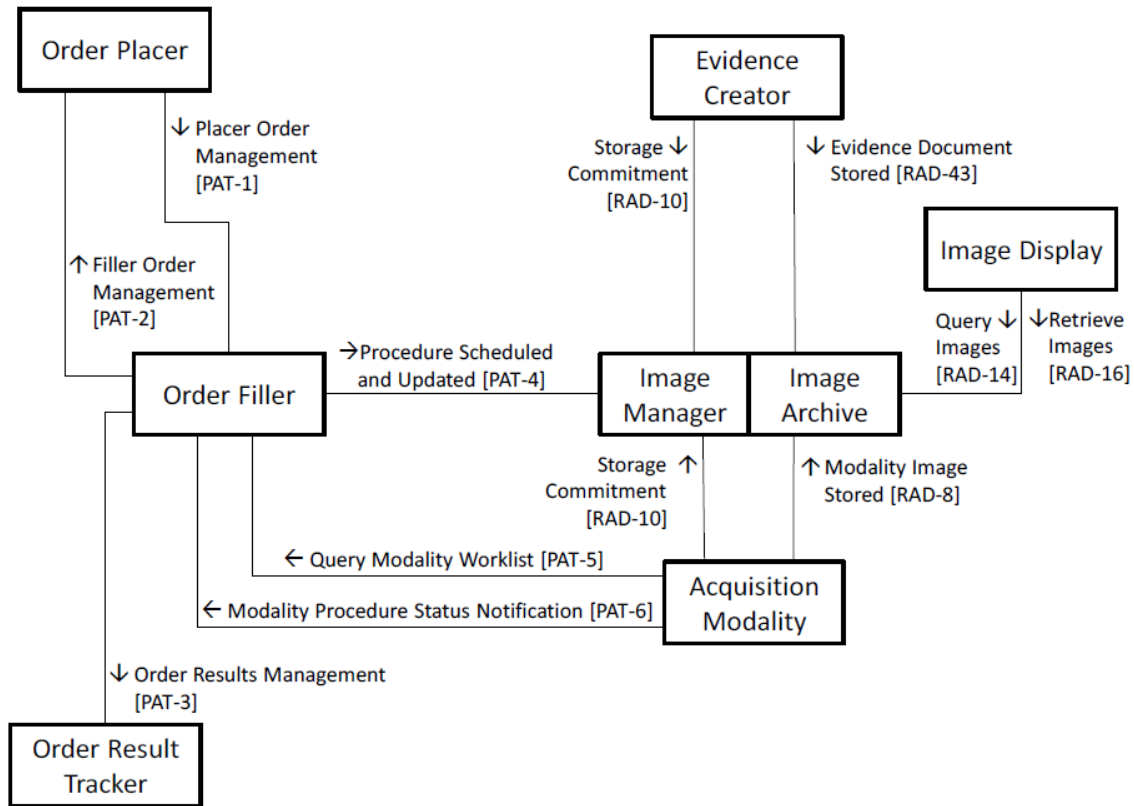 Order Placer
Evidence
Creator
↓ Placer Order
Management
[PAT-1]
Storage ↓
Commitment
[RAD-10]
↓ Evidence Document
Stored [RAD-43]
Image Display
↑ Filler Order
Management
[PAT-2]
Query ↓
Images
[RAD-14]
↓Retrieve
Images
[RAD-16]
→Procedure Scheduled
and Updated [PAT-4]
Order Filler
Image
Manager
Image
Archive
Storage ↑
Commitment
[RAD-10]
↑ Modality Image
Stored [RAD-8]
← Query Modality Worklist [PAT-5]
← Modality Procedure Status Notification [PAT-6]
Acquisition
Modality
↓ Order Results Management
[PAT-3]
Order Result
Tracker